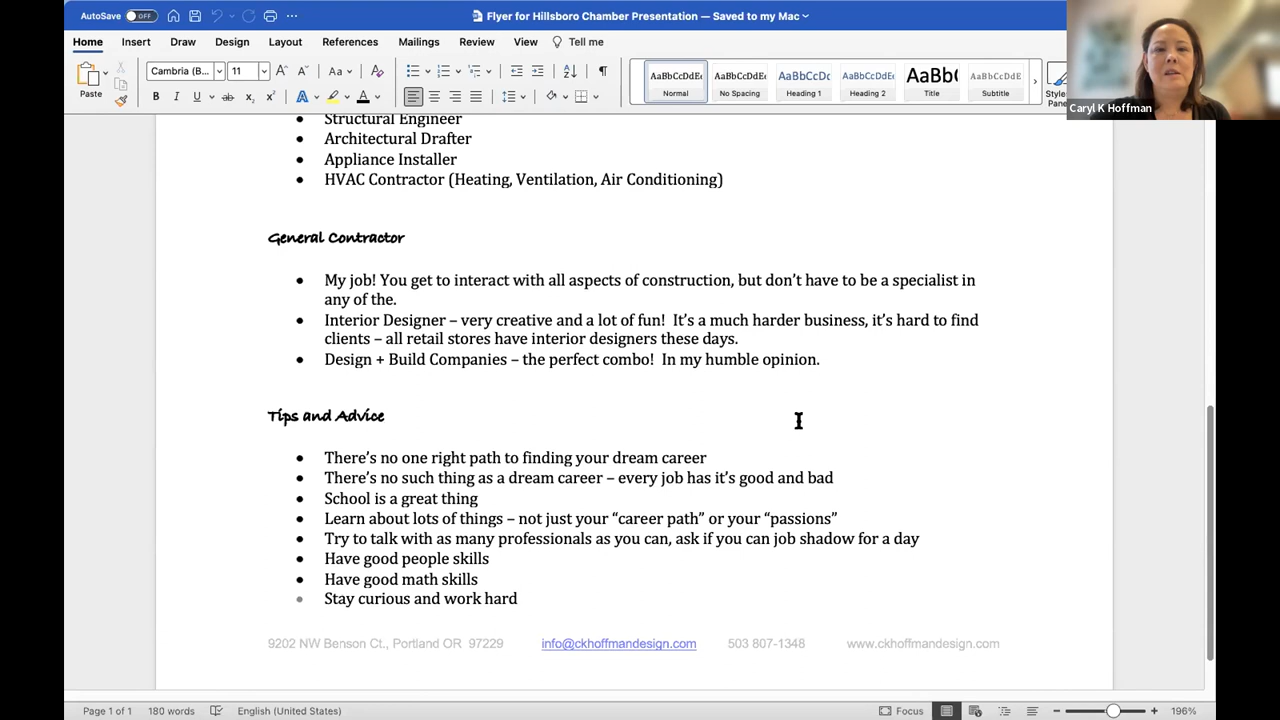 AutoSave OFF Flyer for Hillsboro Chamber Presentation — Saved to my Mac
Home Insert Draw Design Layout References Mailings Review View Tell me
Paste Cambria (B... 11 A A Aa A
B I U ab x₂ x² A A
AaBbCcDdEe AaBbCcDdEe AaBbCcDc AaBbCcDdEe AaBb( AaBbCcDdE
Normal No Spacing Heading 1 Heading 2 Title Subtitle
Styles
Pane
Caryl K Hoffman
• Structural Engineer
• Architectural Drafter
• Appliance Installer
• HVAC Contractor (Heating, Ventilation, Air Conditioning)
General Contractor
• My job! You get to interact with all aspects of construction, but don’t have to be a specialist in
any of the.
• Interior Designer – very creative and a lot of fun!  It’s a much harder business, it’s hard to find
clients – all retail stores have interior designers these days.
• Design + Build Companies – the perfect combo!  In my humble opinion.
Tips and Advice
• There’s no one right path to finding your dream career
• There’s no such thing as a dream career – every job has it’s good and bad
• School is a great thing
• Learn about lots of things – not just your “career path” or your “passions”
• Try to talk with as many professionals as you can, ask if you can job shadow for a day
• Have good people skills
• Have good math skills
• Stay curious and work hard
9202 NW Benson Ct., Portland OR  97229 info@ckhoffmandesign.com 503 807-1348 www.ckhoffmandesign.com
Page 1 of 1 180 words English (United States) Focus 196%